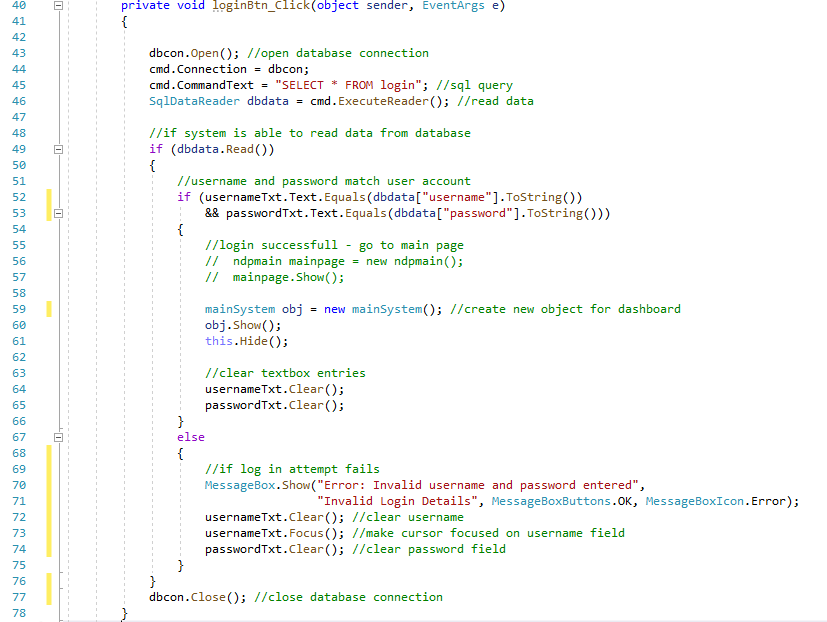 40 private void loginBtn_Click(object sender, EventArgs e)
41 {
42
43 dbcon.Open(); //open database connection
44 cmd.Connection = dbcon;
45 cmd.CommandText = "SELECT * FROM login"; //sql query
46 SqlDataReader dbdata = cmd.ExecuteReader(); //read data
47
48 //if system is able to read data from database
49 if (dbdata.Read())
50 {
51 //username and password match user account
52 if (usernameTxt.Text.Equals(dbdata["username"].ToString())
53 && passwordTxt.Text.Equals(dbdata["password"].ToString()))
54 {
55 //login successfull - go to main page
56 // ndpmain mainpage = new ndpmain();
57 // mainpage.Show();
58
59 mainSystem obj = new mainSystem(); //create new object for dashboard
60 obj.Show();
61 this.Hide();
62
63 //clear textbox entries
64 usernameTxt.Clear();
65 passwordTxt.Clear();
66 }
67 else
68 {
69 //if log in attempt fails
70 MessageBox.Show("Error: Invalid username and password entered",
71 "Invalid Login Details", MessageBoxButtons.OK, MessageBoxIcon.Error);
72 usernameTxt.Clear(); //clear username
73 usernameTxt.Focus(); //make cursor focused on username field
74 passwordTxt.Clear(); //clear password field
75 }
76 }
77 dbcon.Close(); //close database connection
78 }